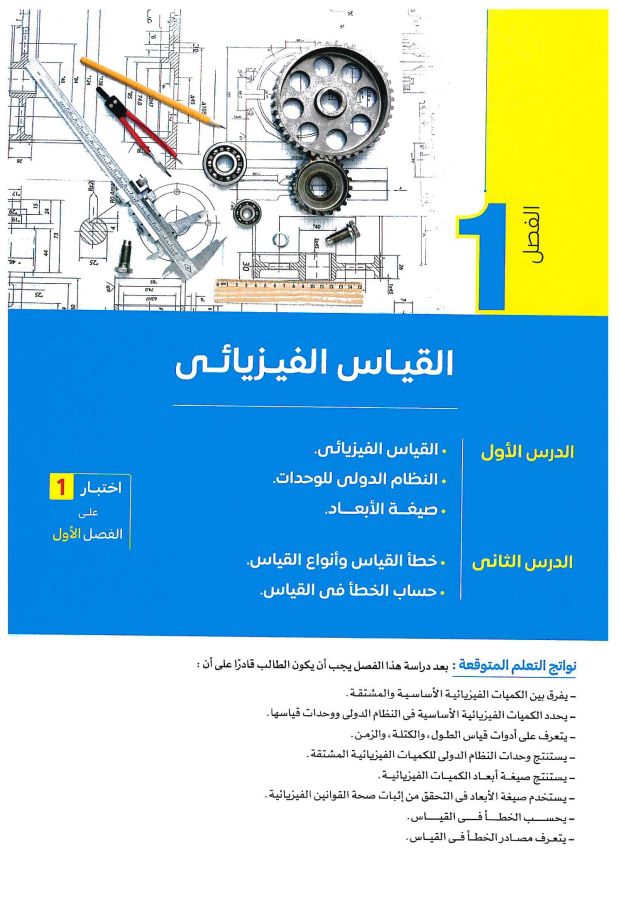 الفصل
1
القياس الفيزيائى
الدرس الأول
• القياس الفيزيائى.
• النظام الدولى للوحدات.
• صيغـة الأبعـاد.
الدرس الثانى
• خطأ القياس وأنواع القياس.
• حساب الخطأ فى القياس.
اختبار 1
على
الفصل الأول
نواتج التعلم المتوقعة : بعد دراسة هذا الفصل يجب أن يكون الطالب قادرًا على أن :
- يفرق بين الكميات الفيزيائية الأساسية والمشتقة.
- يحدد الكميات الفيزيائية الأساسية فى النظام الدولى ووحدات قياسها.
- يتعرف على أدوات قياس الطول، والكتلة، والزمن.
- يستنتج وحدات النظام الدولى للكميات الفيزيائية المشتقة.
- يستنتج صيغة أبعاد الكميات الفيزيائية.
- يستخدم صيغة الأبعاد فى التحقق من إثبات صحة القوانين الفيزيائية.
- يحسب الخطأ فى القياس.
- يتعرف مصادر الخطأ فى القياس.